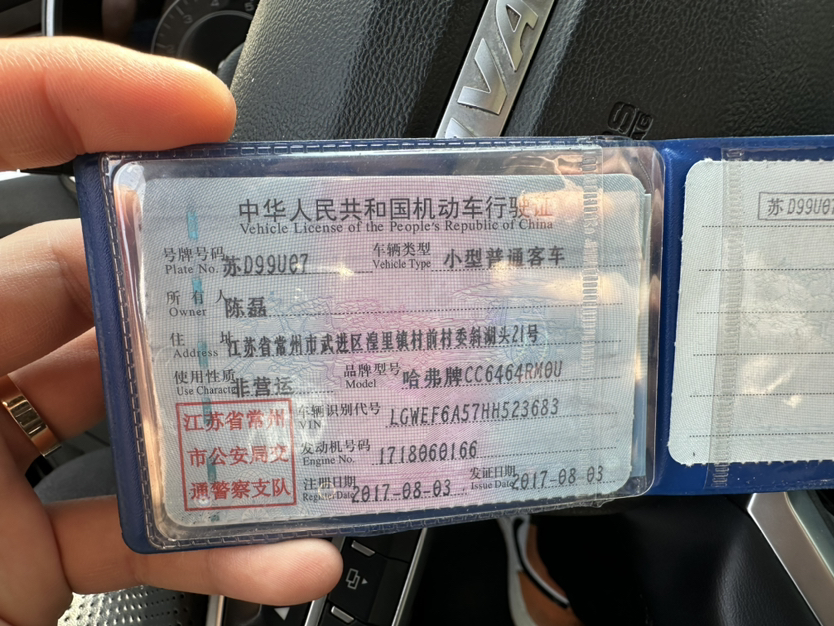 VA
中华人民共和国机动车行驶证
Vehicle License of the People's Republic of China
号牌号码 苏D99U07 车辆类型 小型普通客车
Plate No. Vehicle Type
所有人 陈磊
Owner
住址 江苏省常州市武进区湟里镇村前村委斜湖头21号
Address
使用性质 非营运 品牌型号 哈弗牌CC6464RM0U
Use Character Model
江苏省常州
市公安局交
通警察支队
车辆识别代号 LGWEF6A57HH523683
VIN
发动机号码 1718060166
Engine No.
注册日期 2017-08-03 发证日期 2017-08-03
Register Date Issue Date
苏D99U07